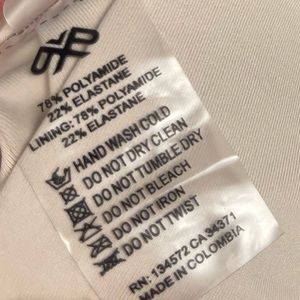 78% POLYAMIDE
22% ELASTANE
LINING: 78% POLYAMIDE
22% ELASTANE
HAND WASH COLD
DO NOT DRY CLEAN
DO NOT TUMBLE DRY
DO NOT BLEACH
DO NOT IRON
DO NOT TWIST
RN: 134572 CA 34371
MADE IN COLOMBIA